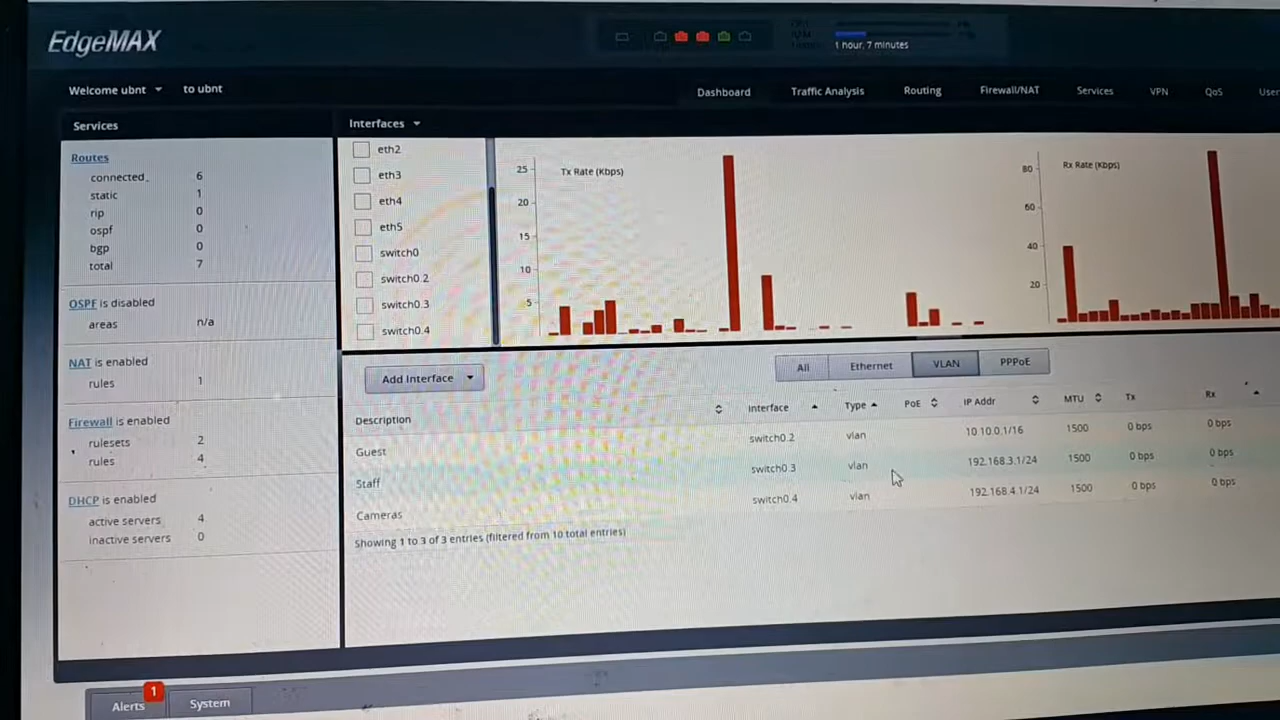 EdgeMAX
1 hour, 7 minutes
Welcome ubnt to ubnt
Dashboard Traffic Analysis Routing Firewall/NAT Services VPN QoS User
Services
Interfaces
Routes
connected 6
static 1
rip 0
ospf 0
bgp 0
total 7
OSPF is disabled
areas n/a
NAT is enabled
rules 1
Firewall is enabled
rulesets 2
rules 4
DHCP is enabled
active servers 4
inactive servers 0
eth2
eth3
eth4
eth5
switch0
switch0.2
switch0.3
switch0.4
Tx Rate (Kbps)
25
20
15
10
5
Rx Rate (Kbps)
80
60
40
20
Add Interface
All Ethernet VLAN PPPoE
Description Interface Type PoE IP Addr MTU Tx Rx
Guest switch0.2 vlan 10.10.0.1/16 1500 0 bps 0 bps
Staff switch0.3 vlan 192.168.3.1/24 1500 0 bps 0 bps
Cameras switch0.4 vlan 192.168.4.1/24 1500 0 bps 0 bps
Showing 1 to 3 of 3 entries (filtered from 10 total entries)
Alerts 1 System